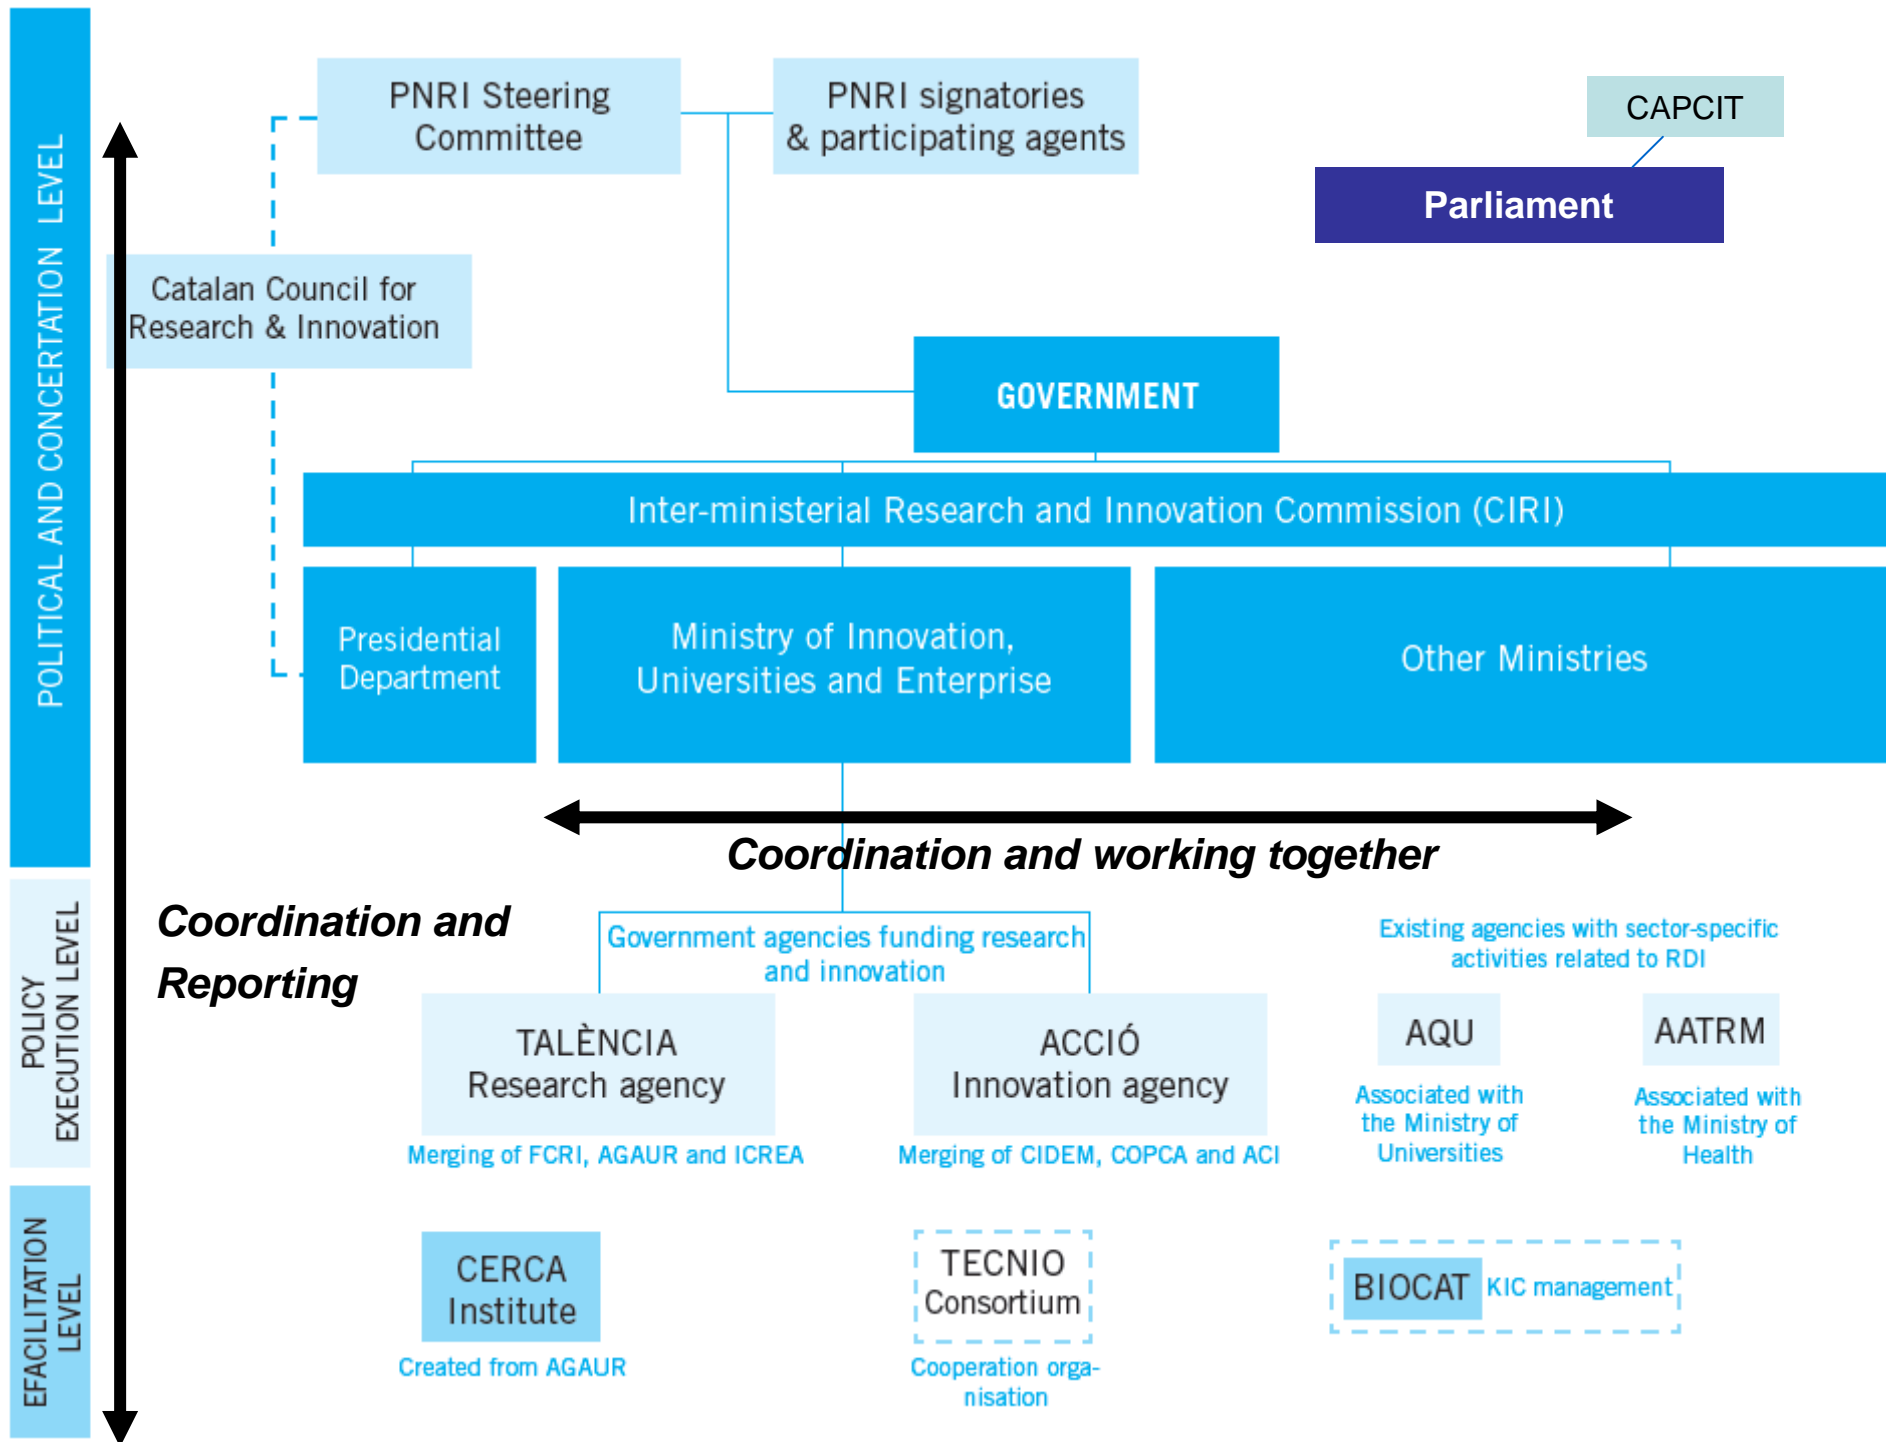 POLITICAL AND CONCERTATION LEVEL
PNRI Steering
Committee
PNRI signatories
& participating agents
CAPCIT
Parliament
Catalan Council for
Research & Innovation
GOVERNMENT
Inter-ministerial Research and Innovation Commission (CIRI)
Presidential
Department
Ministry of Innovation,
Universities and Enterprise
Other Ministries
Coordination and working together
POLICY
EXECUTION LEVEL
Coordination and
Reporting
Government agencies funding research
and innovation
Existing agencies with sector-specific
activities related to RDI
TALÈNCIA
Research agency
Merging of FCRI, AGAUR and ICREA
ACCIÓ
Innovation agency
Merging of CIDEM, COPCA and ACI
AQU
Associated with
the Ministry of
Universities
AATRM
Associated with
the Ministry of
Health
EFACILITATION
LEVEL
CERCA
Institute
Created from AGAUR
TECNIO
Consortium
Cooperation orga-
nisation
BIOCAT KIC management